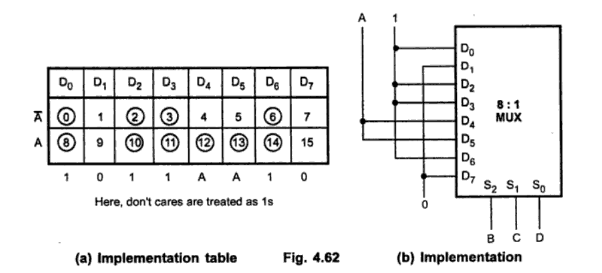 D0 D1 D2 D3 D4 D5 D6 D7
A̅ 0 1 2 3 4 5 6 7
A 8 9 10 11 12 13 14 15
1 0 1 1 A A 1 0
Here, don't cares are treated as 1s
(a) Implementation table
Fig. 4.62
A 1
D0
D1
D2
D3
D4
D5
D6
D7
8 : 1
MUX
S2 S1 S0
0
B C D
(b) Implementation